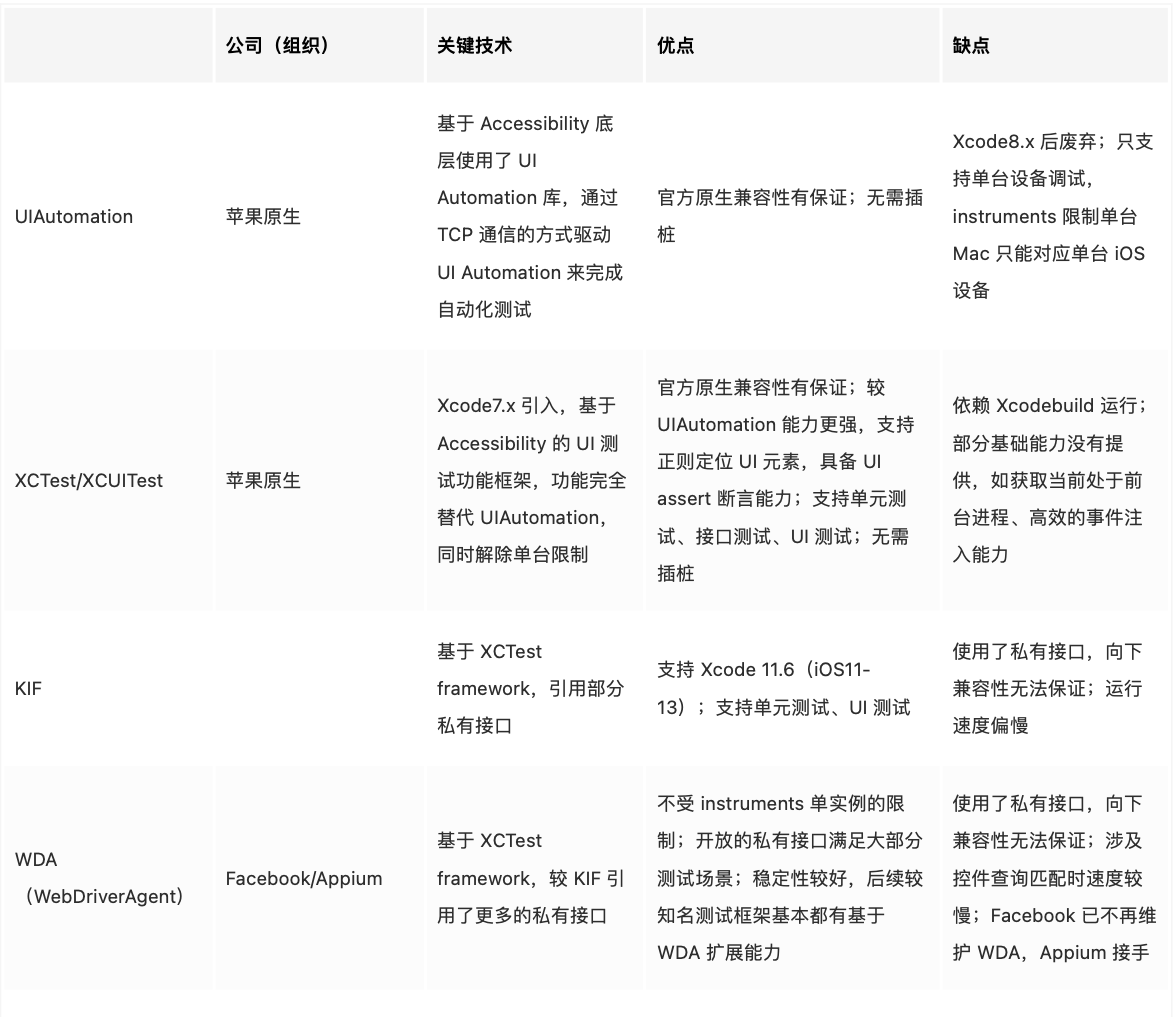 公司（组织）
关键技术
优点
缺点
UIAutomation
苹果原生
基于 Accessibility 底
层使用了 UI
Automation 库，通过
TCP 通信的方式驱动
UI Automation 来完成
自动化测试
官方原生兼容性有保证；无需插
桩
Xcode8.x 后废弃；只支
持单台设备调试，
instruments 限制单台
Mac 只能对应单台 iOS
设备
XCTest/XCUITest
苹果原生
Xcode7.x 引入，基于
Accessibility 的 UI 测
试功能框架，功能完全
替代 UIAutomation，
同时解除单台限制
官方原生兼容性有保证；较
UIAutomation 能力更强，支持
正则定位 UI 元素，具备 UI
assert 断言能力；支持单元测
试、接口测试、UI 测试；无需
插桩
依赖 Xcodebuild 运行；
部分基础能力没有提
供，如获取当前处于前
台进程、高效的事件注
入能力
KIF
基于 XCTest
framework，引用部分
私有接口
支持 Xcode 11.6（iOS11-
13）；支持单元测试、UI 测试
使用了私有接口，向下
兼容性无法保证；运行
速度偏慢
WDA
（WebDriverAgent）
Facebook/Appium
基于 XCTest
framework，较 KIF 引
用了更多的私有接口
不受 instruments 单实例的限
制；开放的私有接口满足大部分
测试场景；稳定性较好，后续较
知名测试框架基本都有基于
WDA 扩展能力
使用了私有接口，向下
兼容性无法保证；涉及
控件查询匹配时速度较
慢；Facebook 已不再维
护 WDA，Appium 接手